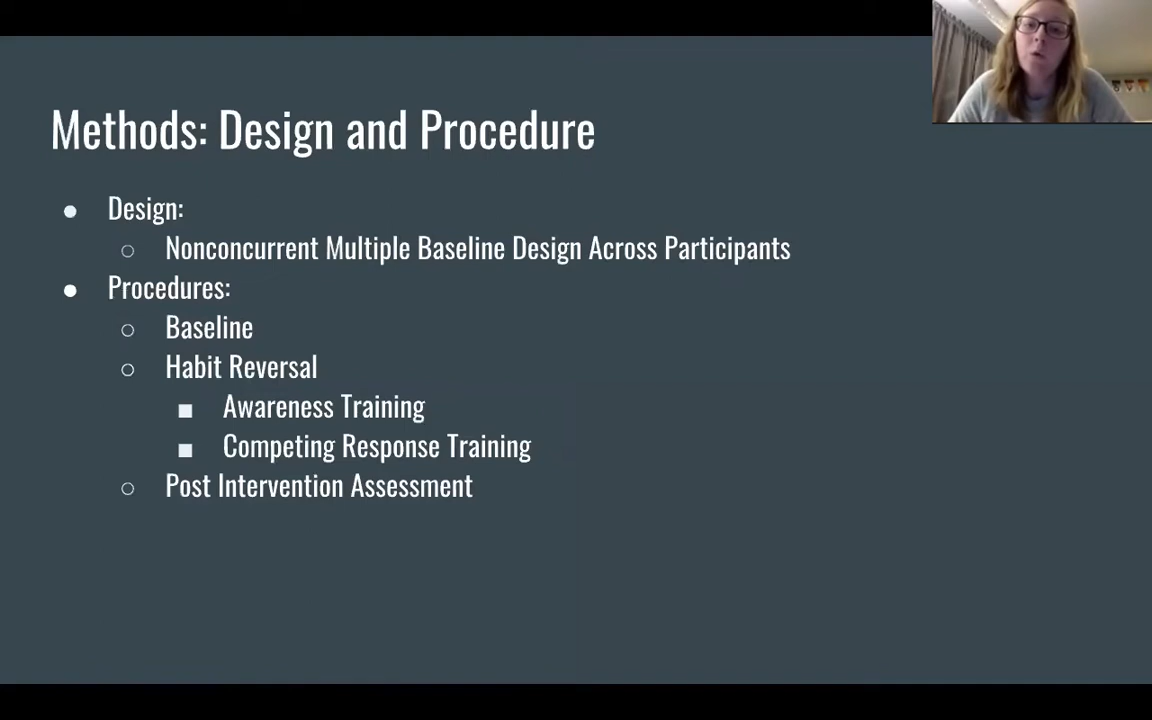 Methods: Design and Procedure
● Design:
○ Nonconcurrent Multiple Baseline Design Across Participants
● Procedures:
○ Baseline
○ Habit Reversal
■ Awareness Training
■ Competing Response Training
○ Post Intervention Assessment